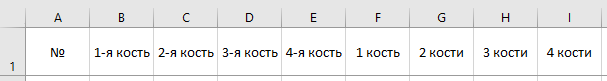 A B C D E F G H I
1 № 1-я кость 2-я кость 3-я кость 4-я кость 1 кость 2 кости 3 кости 4 кости